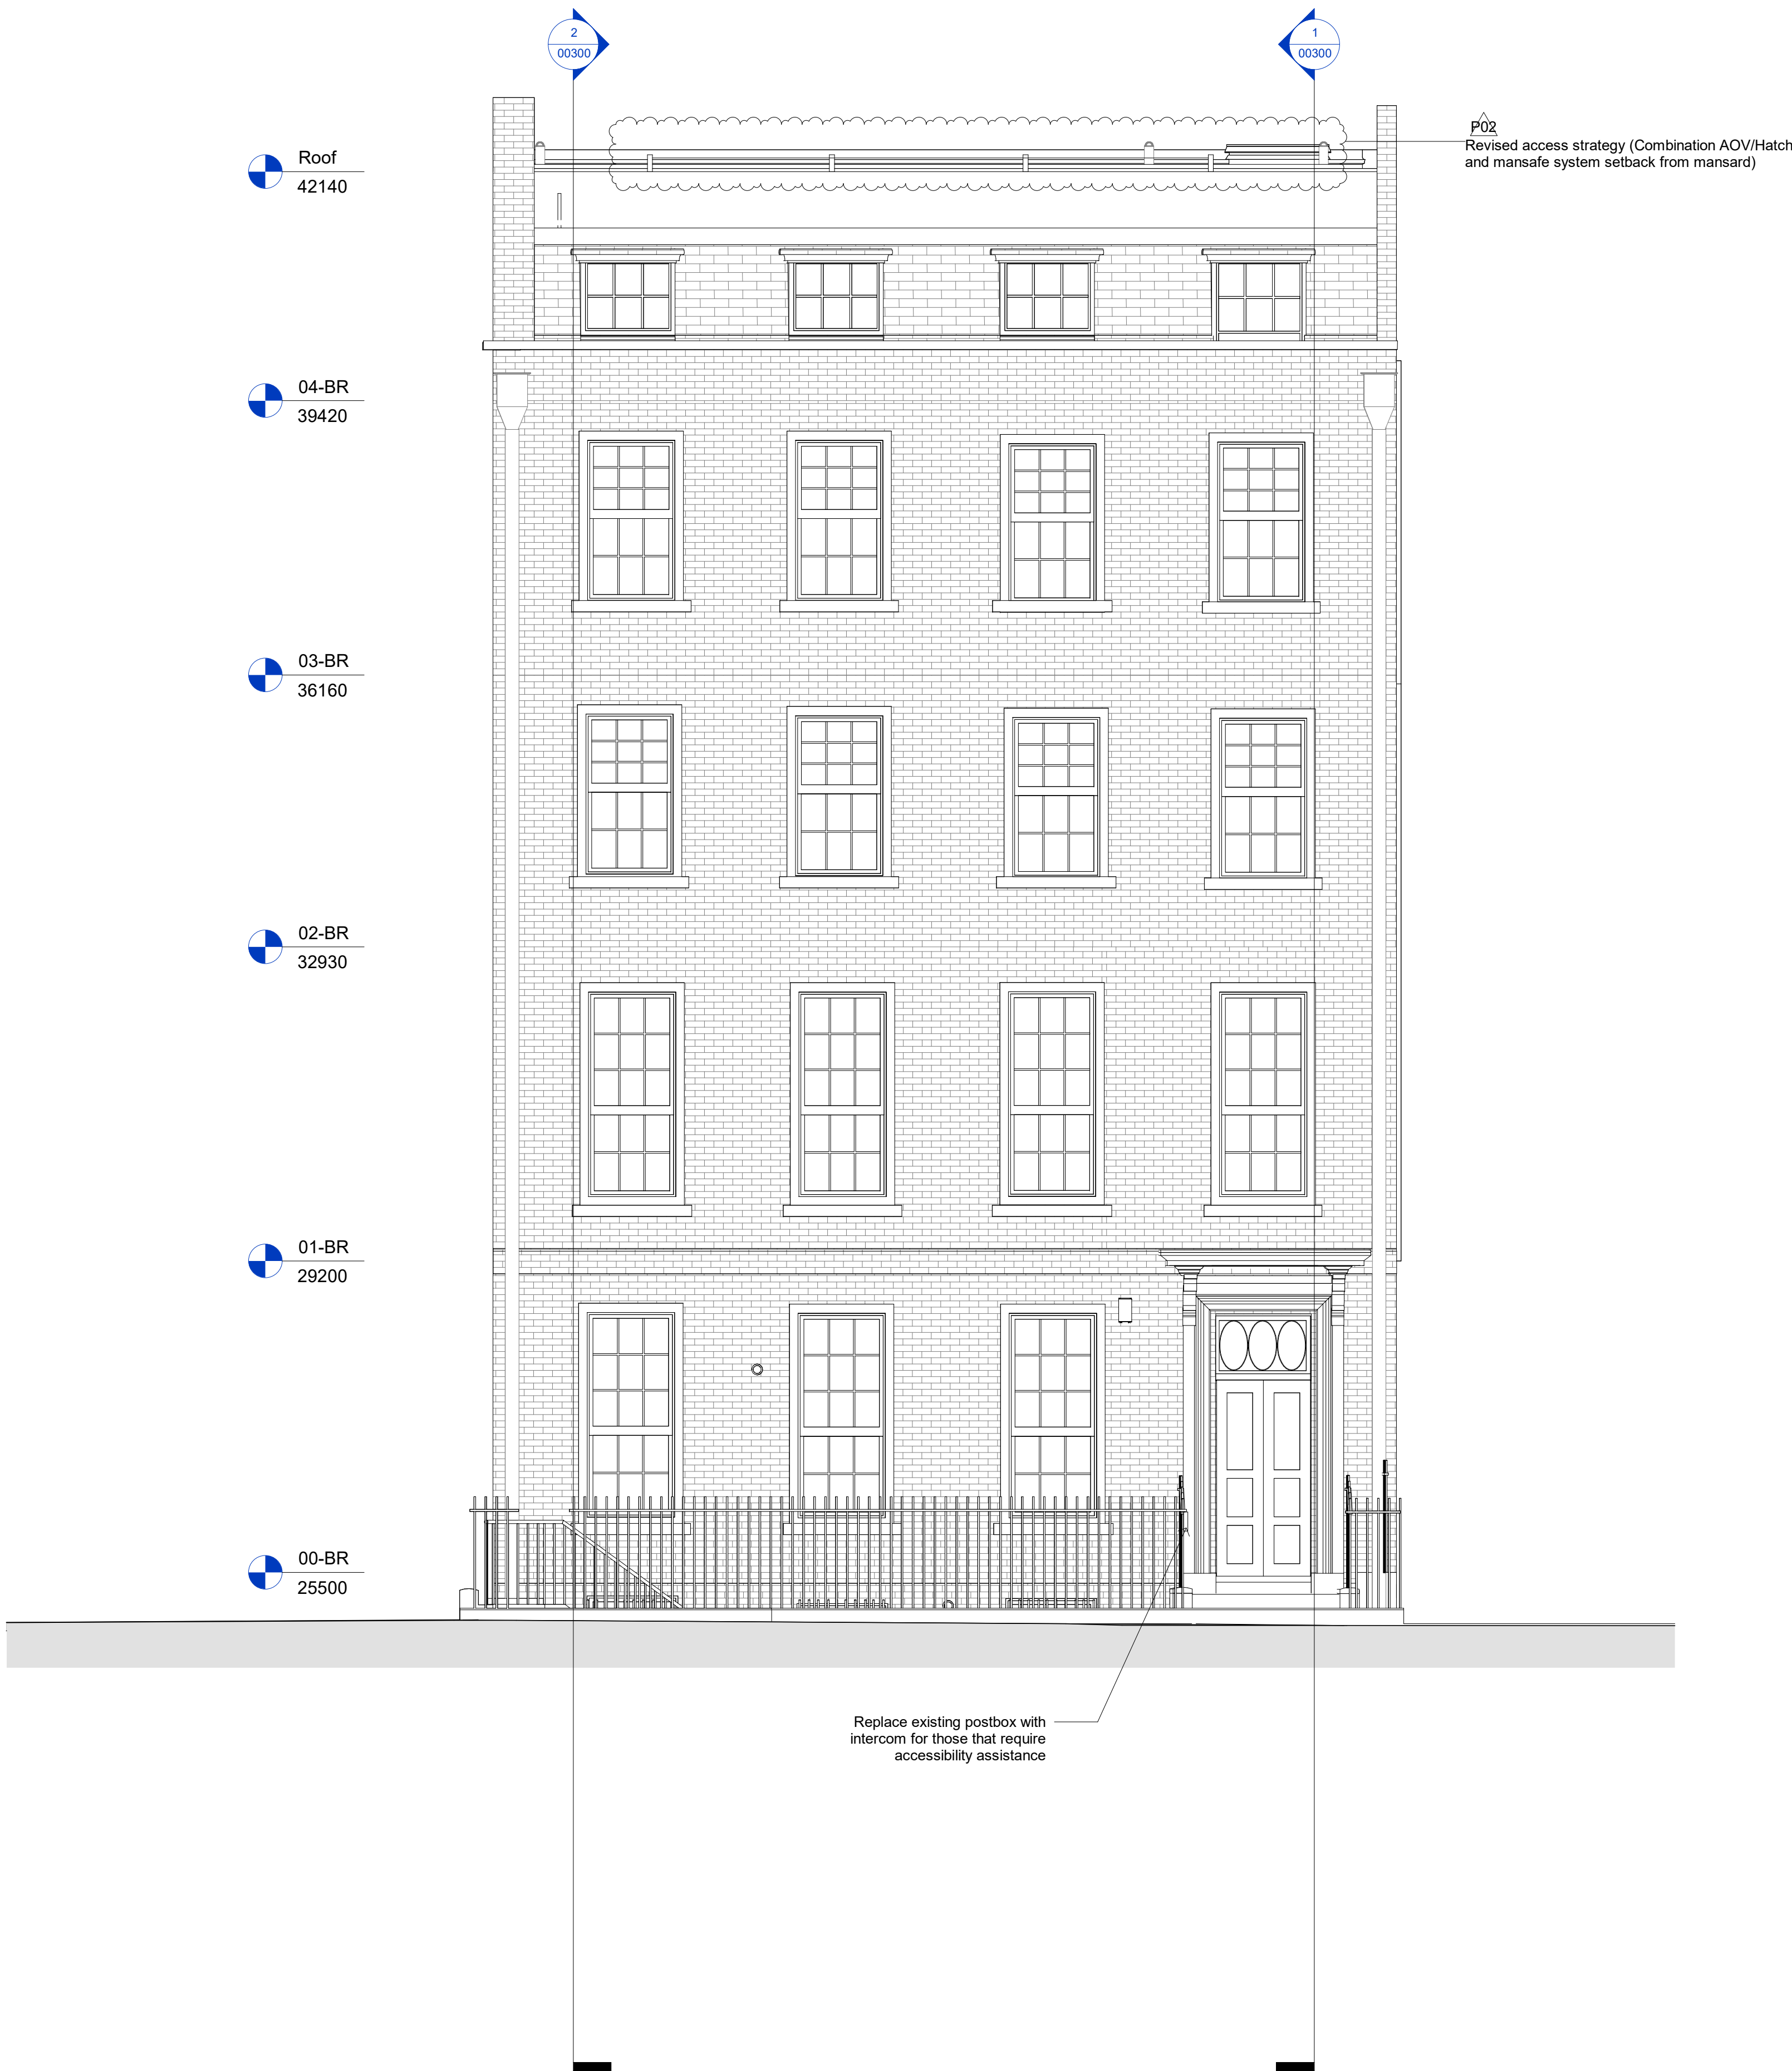 2
00300
1
00300
P02
Revised access strategy (Combination AOV/Hatch
and mansafe system setback from mansard)
Roof
42140
04-BR
39420
03-BR
36160
02-BR
32930
01-BR
29200
00-BR
25500
Replace existing postbox with
intercom for those that require
accessibility assistance